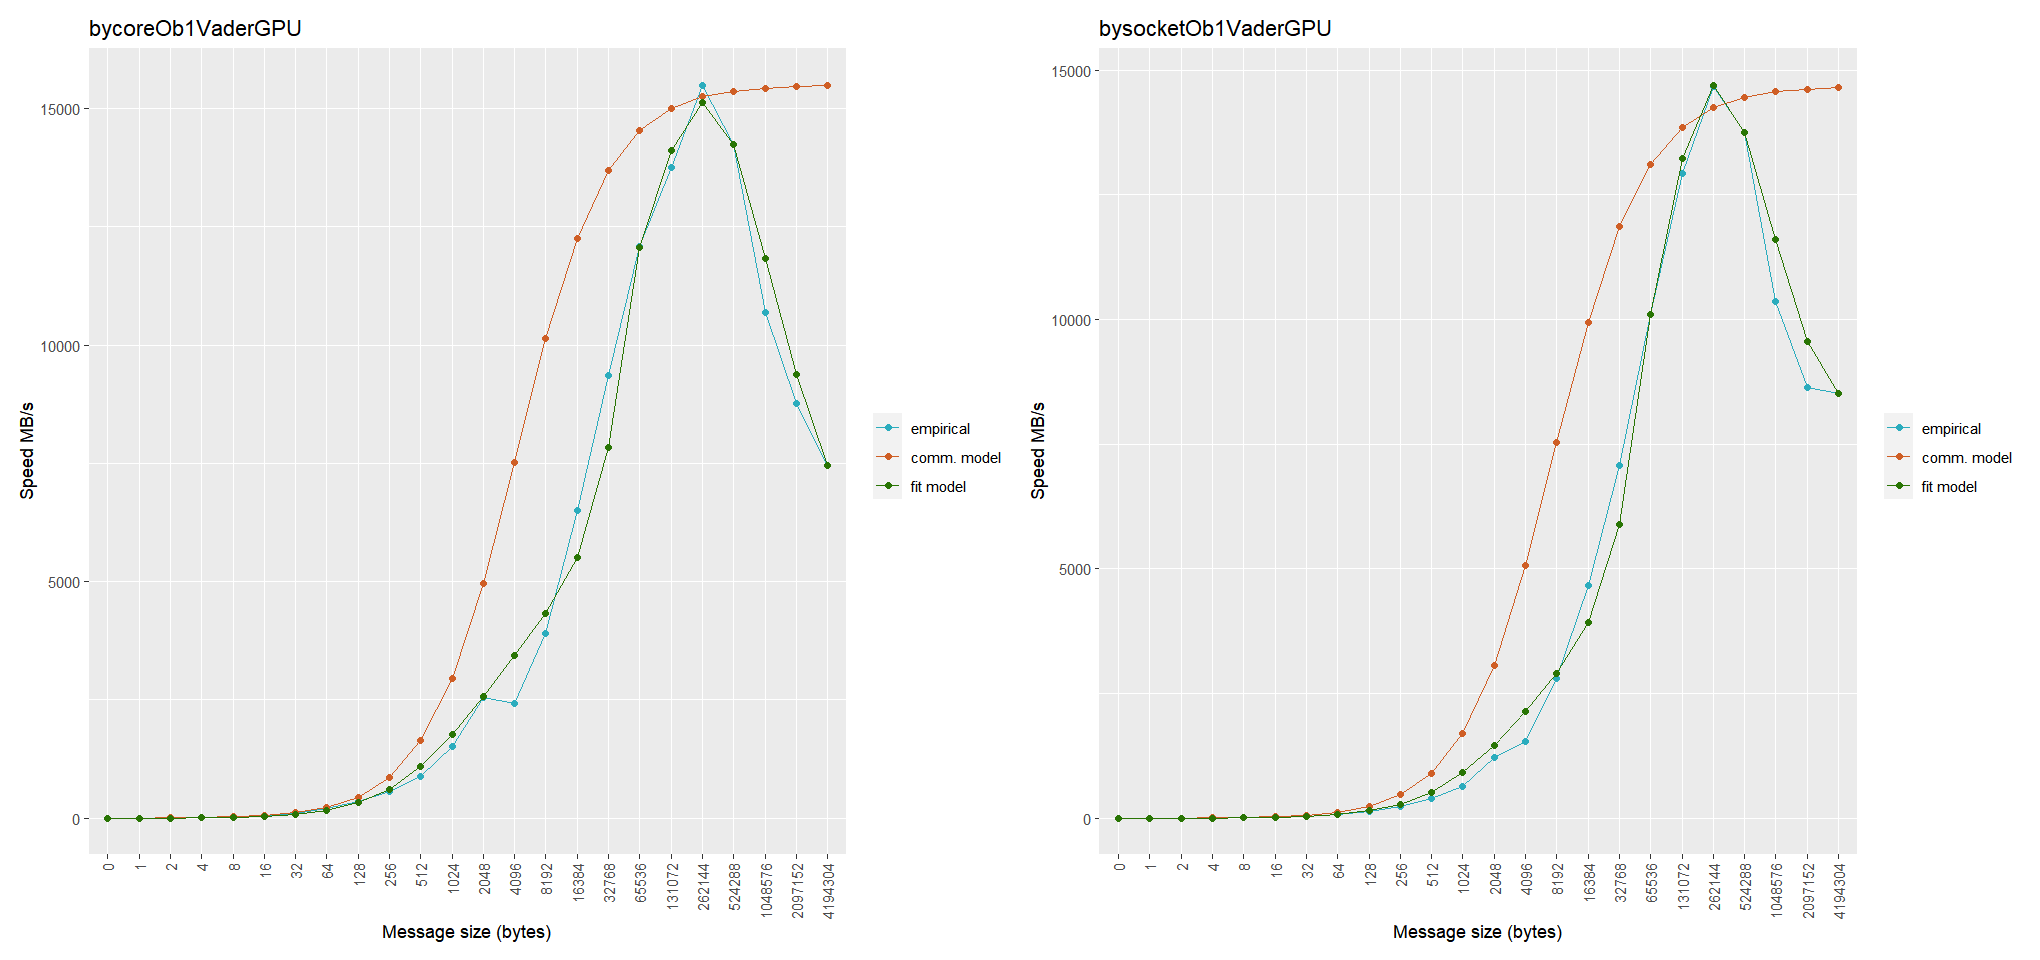 bycoreOb1VaderGPU
15000
10000
5000
0
Speed MB/s
0 1 2 4 8 16 32 64 128 256 512 1024 2048 4096 8192 16384 32768 65536 131072 262144 524288 1048576 2097152 4194304
Message size (bytes)
empirical
comm. model
fit model
bysocketOb1VaderGPU
15000
10000
5000
0
Speed MB/s
0 1 2 4 8 16 32 64 128 256 512 1024 2048 4096 8192 16384 32768 65536 131072 262144 524288 1048576 2097152 4194304
Message size (bytes)
empirical
comm. model
fit model